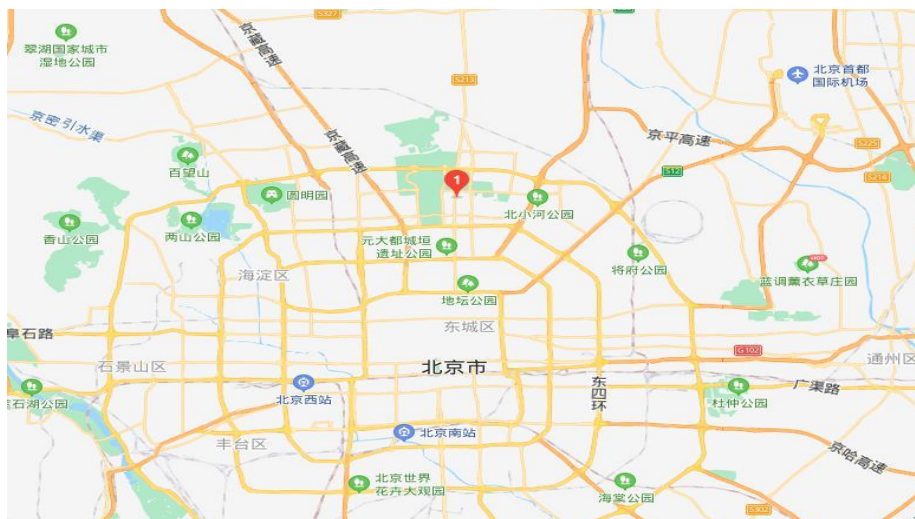 S327
翠湖国家城市
湿地公园
京藏高速
S213
北京首都
国际机场
京密引水渠
京藏高速
京平高速
S225
百望山
S12
S214
1
圆明园
北小河公园
香山公园
两山公园
元大都城垣
遗址公园
将府公园
海淀区
地坛公园
蓝调薰衣草庄园
东城区
阜石路
石景山区
北京市
G102
通州区
北京西站
东四环
广渠路
石湖公园
杜仲公园
丰台区
北京南站
京哈高速
北京世界
花卉大观园
海棠公园
S302